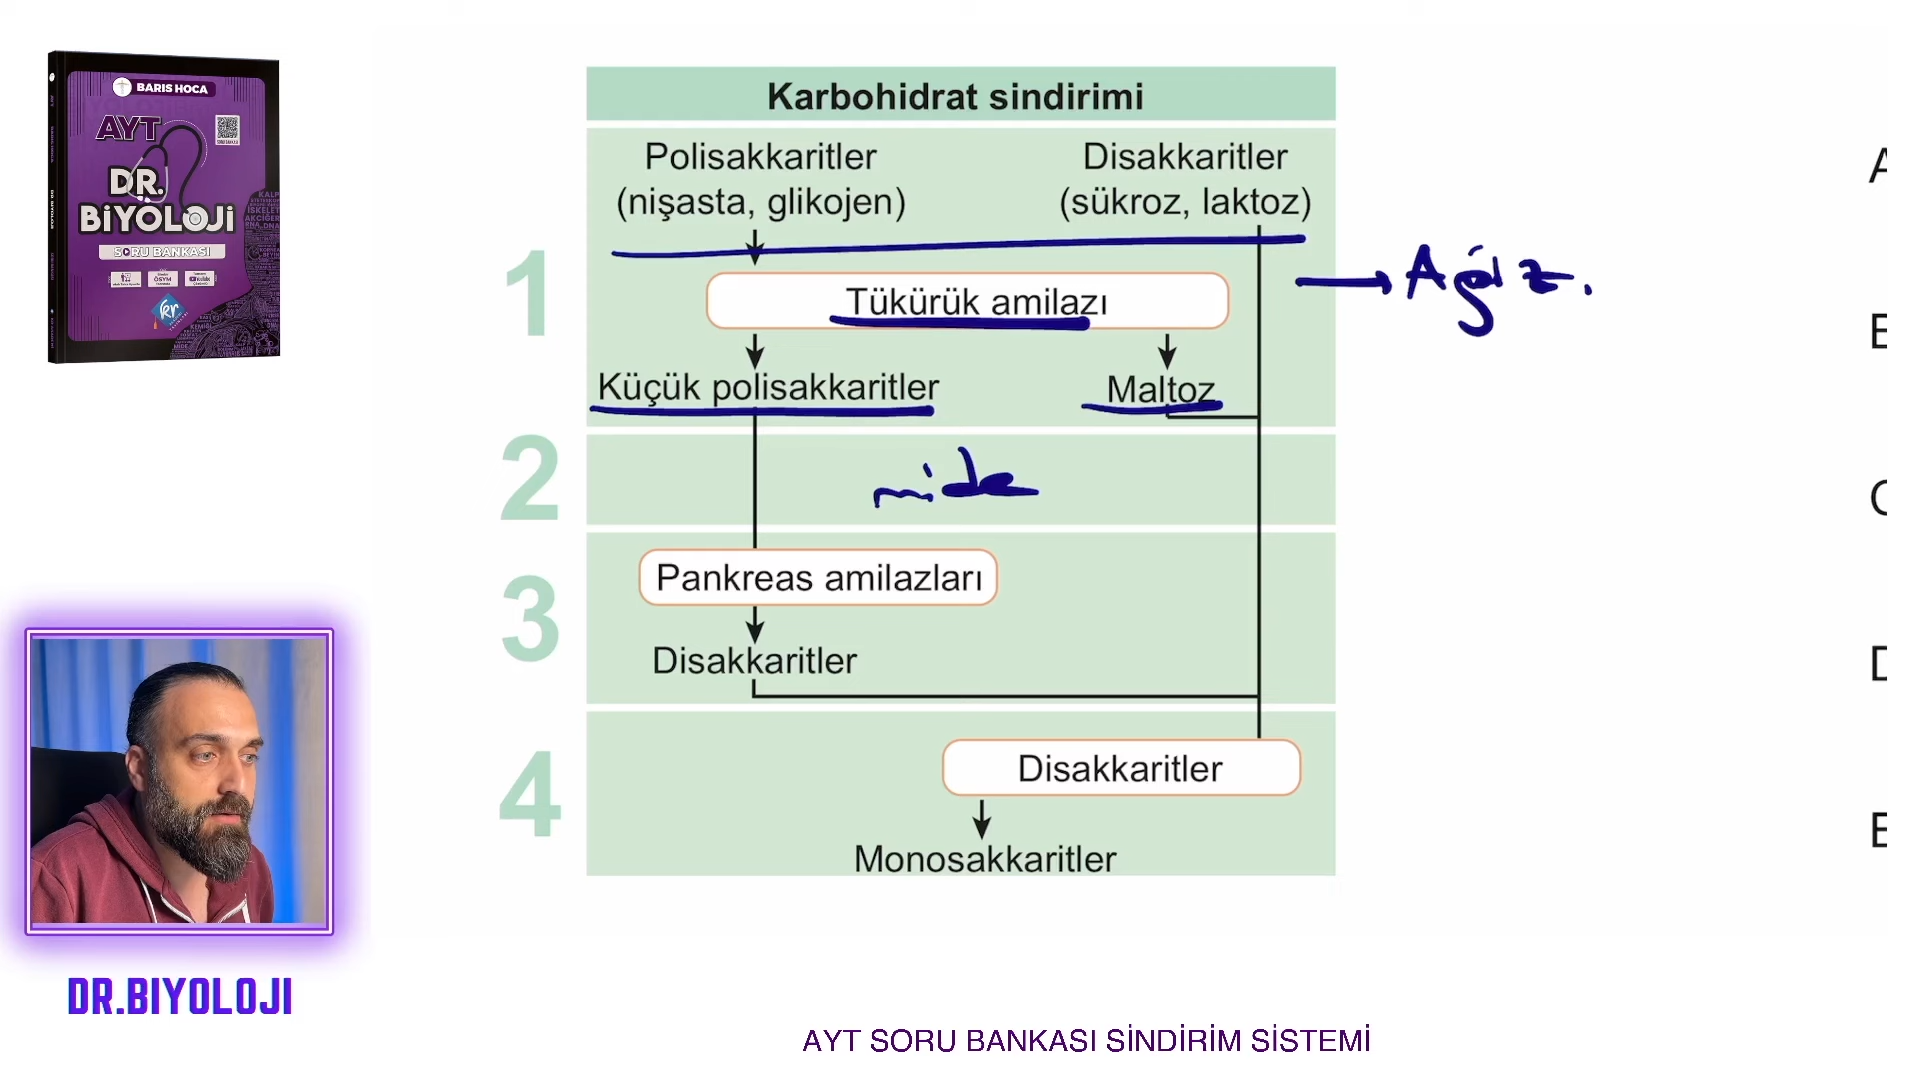 BARIS HOCA
AYT
DR.
BİYOLOJİ
SORU BANKASI
Karbohidrat sindirimi
Polisakkaritler
(nişasta, glikojen)
Disakkaritler
(sükroz, laktoz)
1
Tükürük amilazı
Ağız.
Küçük polisakkaritler
Maltoz
2
mide
3
Pankreas amilazları
Disakkaritler
4
Disakkaritler
Monosakkaritler
A
B
C
D
E
DR.BIYOLOJI
AYT SORU BANKASI SİNDİRİM SİSTEMİ